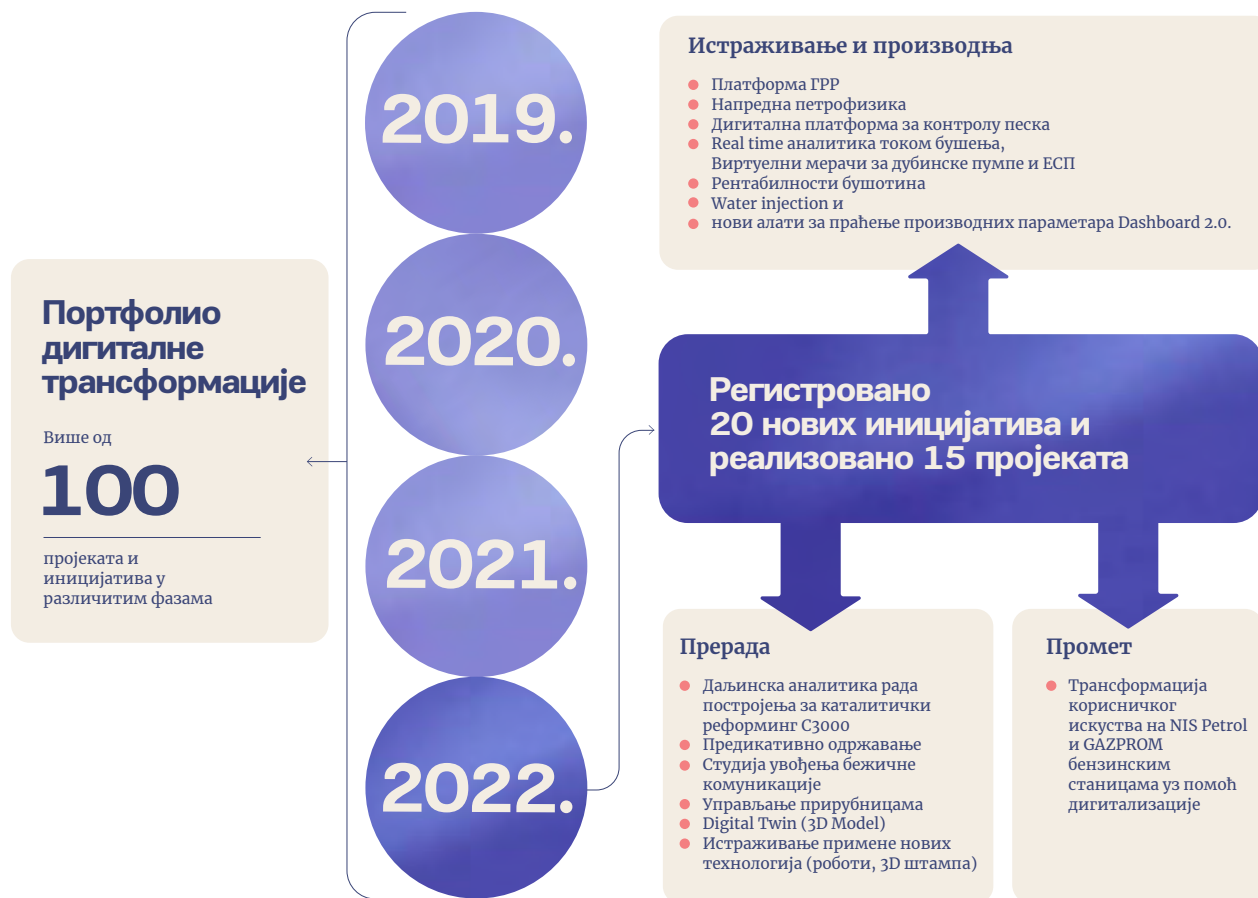 Портфолио
дигиталне
трансформације
Више од
100
пројеката и
иницијатива у
различитим фазама
2019.
2020.
2021.
2022.
Истраживање и производња
Платформа ГРР
Напредна петрофизика
Дигитална платформа за контролу песка
Real time аналитика током бушења,
Виртуелни мерачи за дубинске пумпе и ЕСП
Рентабилности бушотина
Water injection и
нови алати за праћење производних параметара Dashboard 2.0.
Регистровано
20 нових иницијатива и
реализовано 15 пројеката
Прерада
Даљинска аналитика рада
постројења за каталитички
реформинг C3000
Предикативно одржавање
Студија увођења бежичне
комуникације
Управљање прирубницама
Digital Twin (3D Model)
Истраживање примене нових
технологија (роботи, 3D штампа)
Промет
Трансформација
корисничког
искуства на NIS Petrol
и GAZPROM
бензинским
станицама уз помоћ
дигитализације